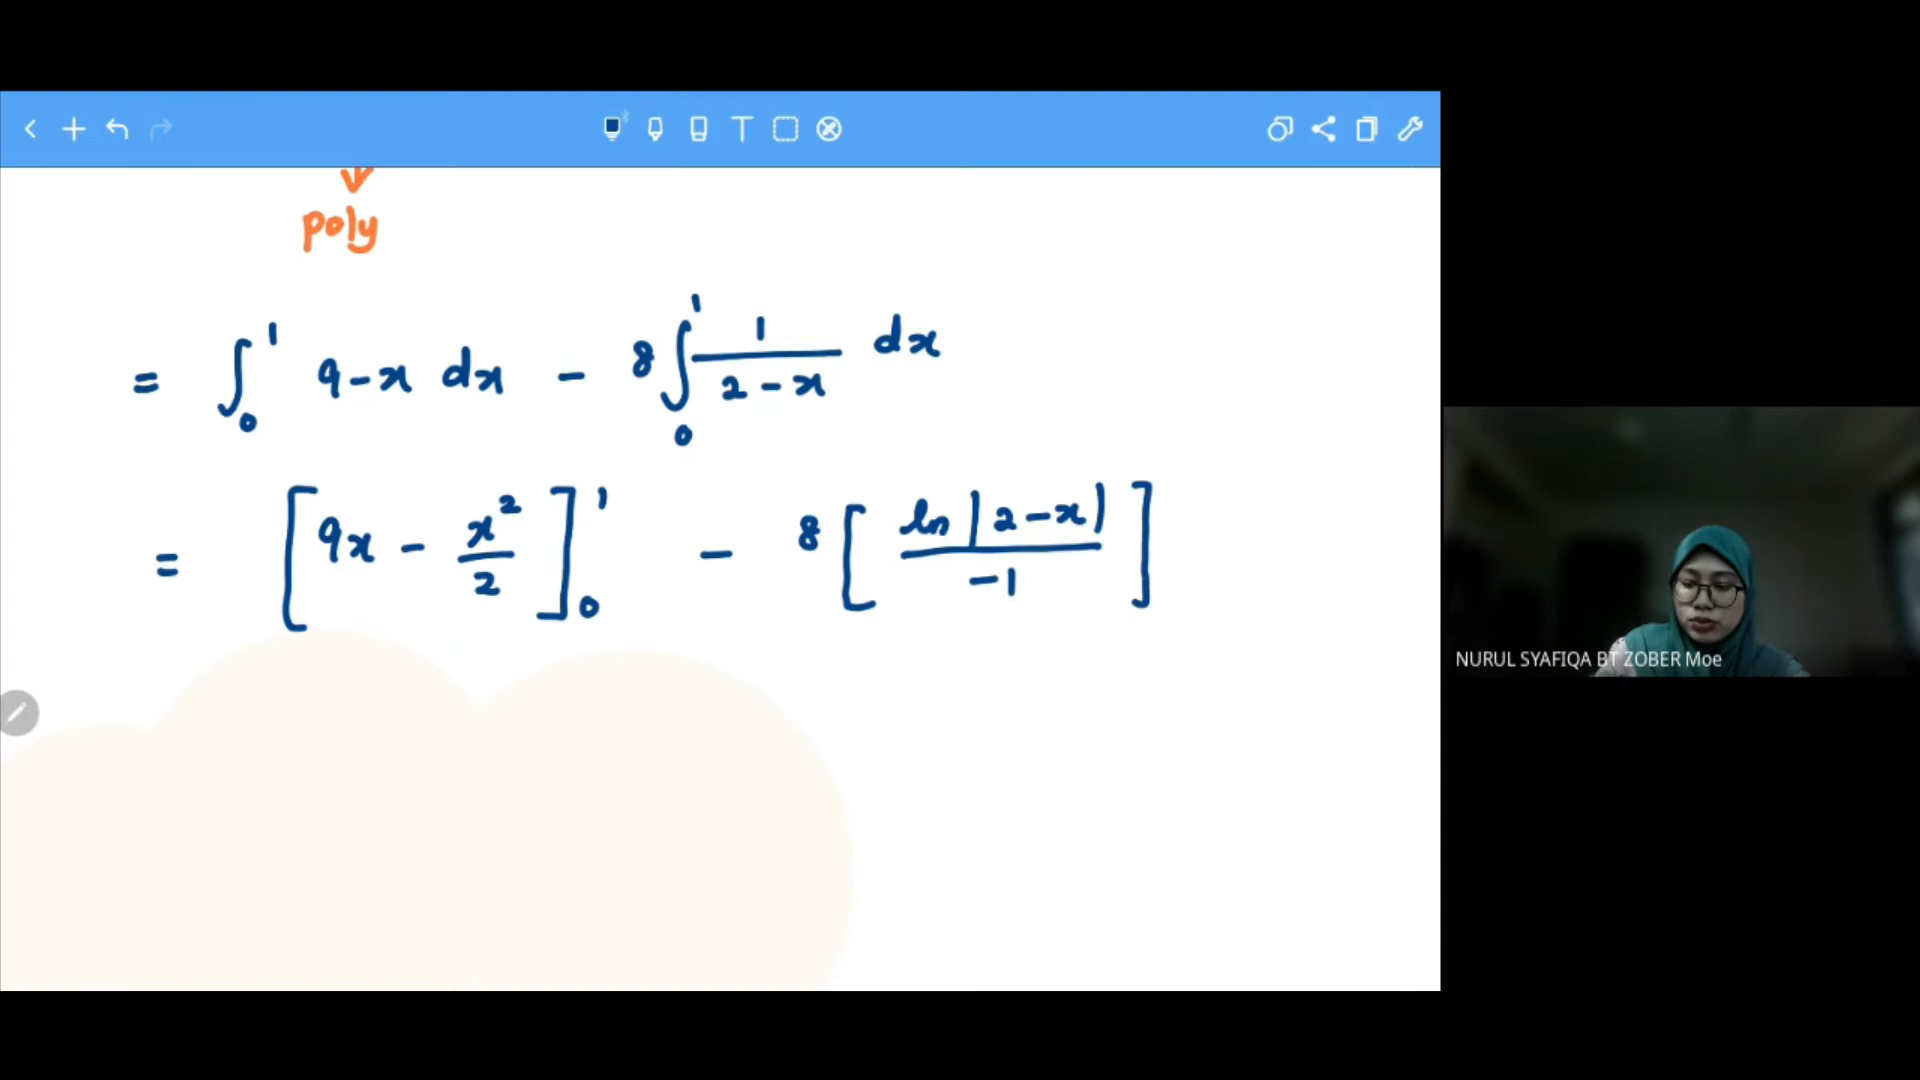 poly
= ∫₀¹ 9-x dx - 8∫₀¹ 1/(2-x) dx
= [9x - x²/2]₀¹ - 8[ln|2-x|/-1]
NURUL SYAFIQA BT ZOBER Moe